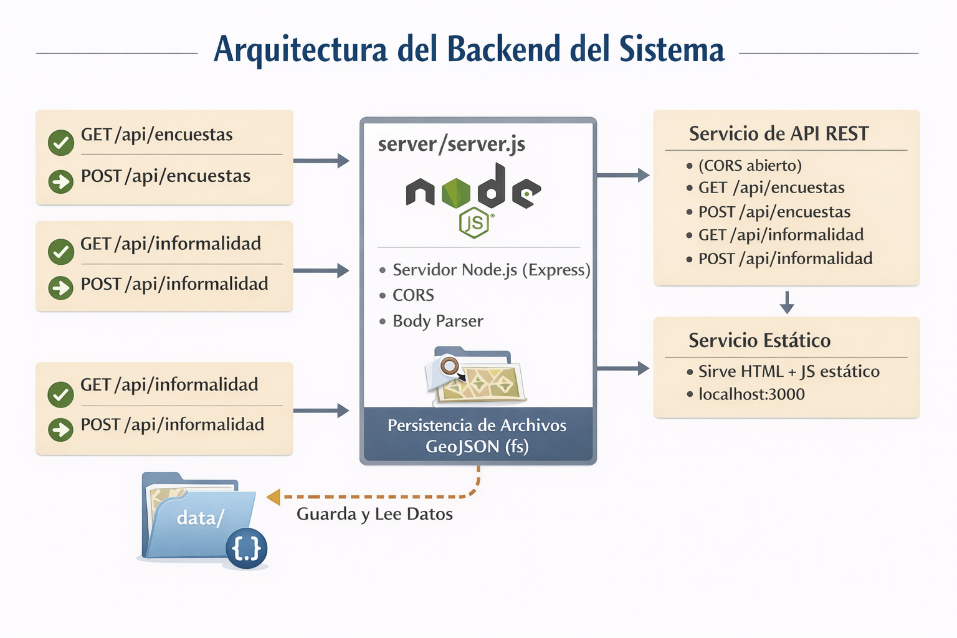 Arquitectura del Backend del Sistema
GET /api/encuestas
POST /api/encuestas
GET /api/informalidad
POST /api/informalidad
GET /api/informalidad
POST /api/informalidad
server/server.js
node
JS
• Servidor Node.js (Express)
• CORS
• Body Parser
Persistencia de Archivos
GeoJSON (fs)
Servicio de API REST
• (CORS abierto)
• GET /api/encuestas
• POST /api/encuestas
• GET /api/informalidad
• POST /api/informalidad
Servicio Estático
• Sirve HTML + JS estático
• localhost:3000
data/
{..}
Guarda y Lee Datos